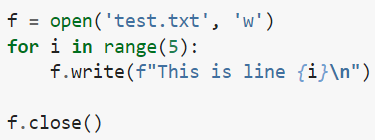 f = open('test.txt', 'w')
for i in range(5):
    f.write(f"This is line {i}\n")

f.close()